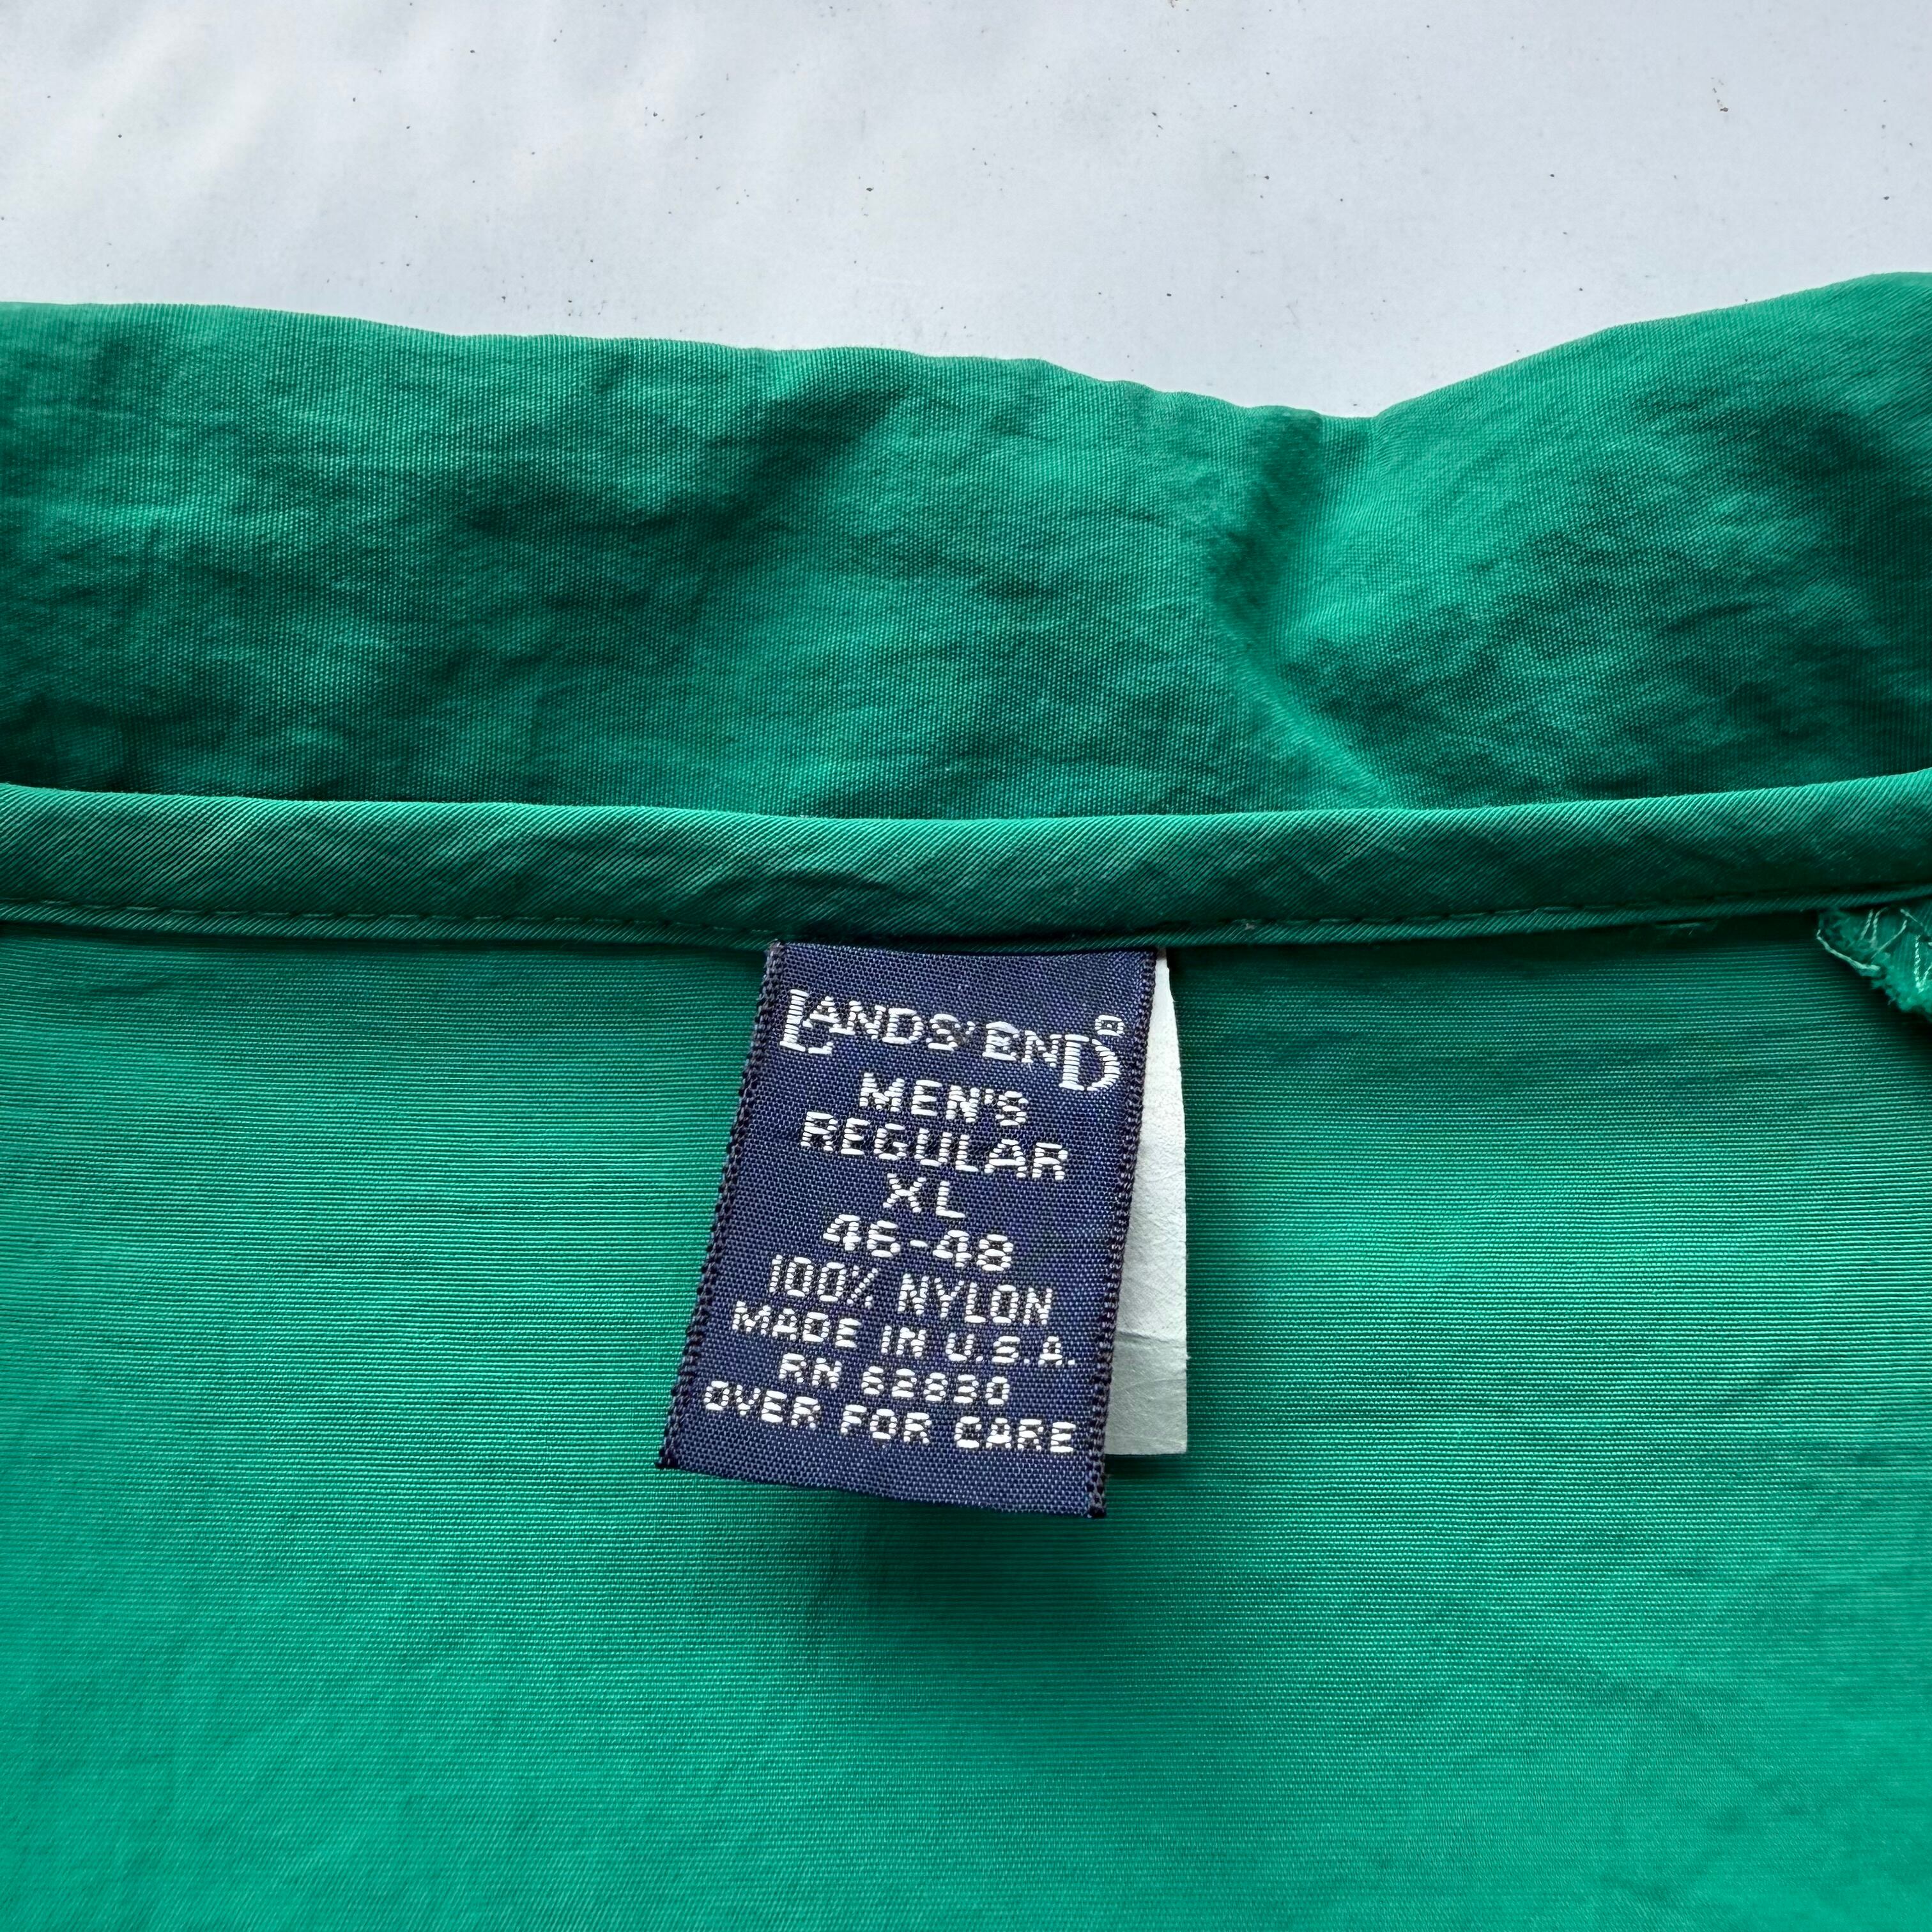 LANDS' END®
MEN'S
REGULAR
XL
46-48
100% NYLON
MADE IN U.S.A.
RN 62830
OVER FOR CARE